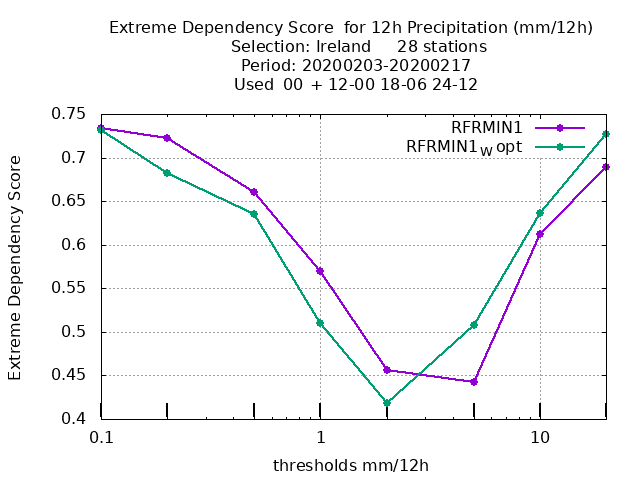 Extreme Dependency Score  for 12h Precipitation (mm/12h)
Selection: Ireland     28 stations
Period: 20200203-20200217
Used  00  + 12-00 18-06 24-12
0.75
0.7
0.65
0.6
0.55
0.5
0.45
0.4
Extreme Dependency Score
RFRMIN1
RFRMIN1W opt
0.1
1
10
thresholds mm/12h